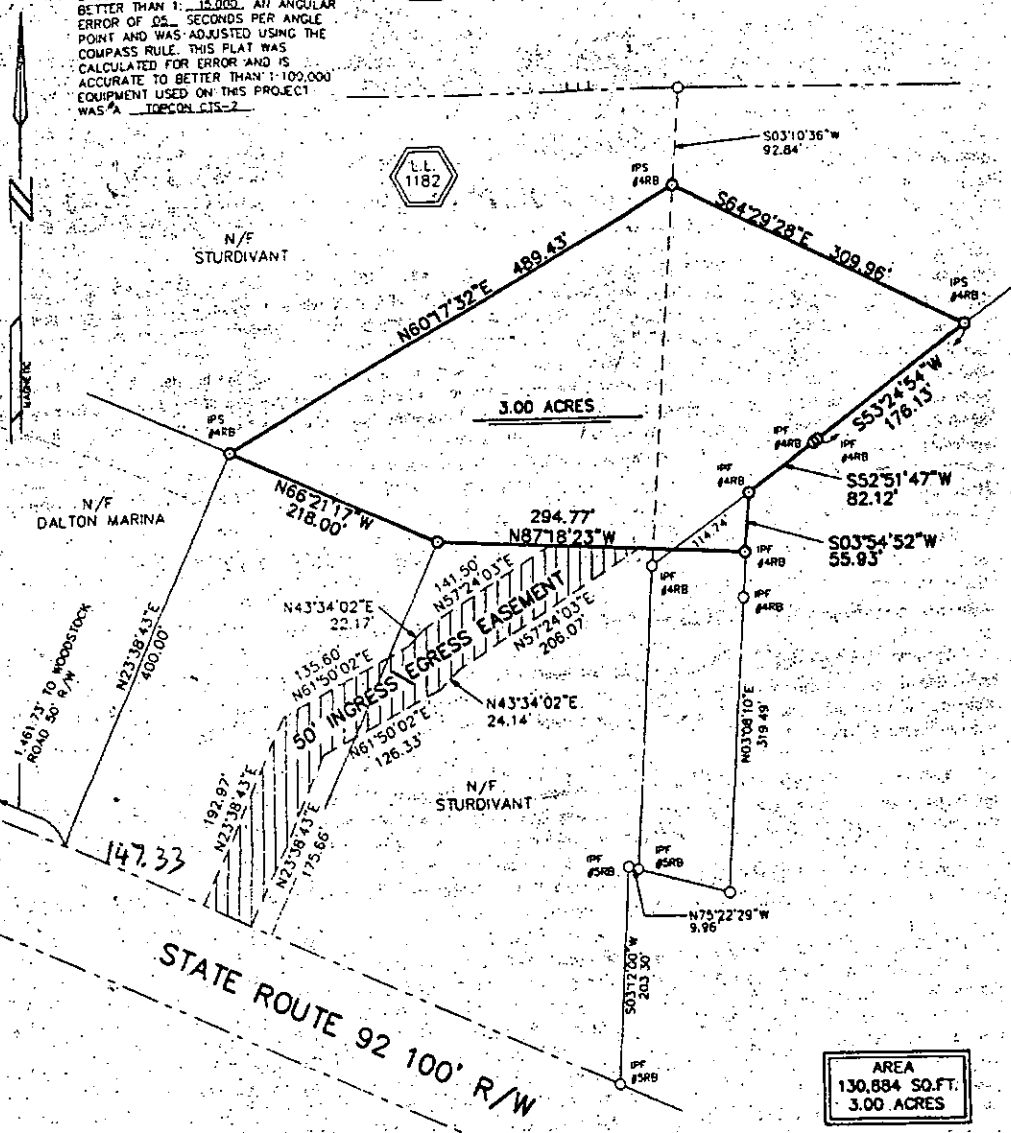 BETTER THAN 1: 15,000 AN ANGULAR
ERROR OF 05 SECONDS PER ANGLE
POINT AND WAS ADJUSTED USING THE
COMPASS RULE. THIS PLAT WAS
CALCULATED FOR ERROR AND IS
ACCURATE TO BETTER THAN 1-100,000
EQUIPMENT USED ON THIS PROJECT
WAS A TOPCON CTS-2
MAGNETIC
L.L.
1182
S03°10'36"W
92.84'
IPS
#4RB
N/F
STURDIVANT
S64°29'28"E 309.96'
N60°17'32"E 489.43'
IPS
#4RB
3.00 ACRES
S53°24'54"W
176.13'
IPS
#4RB
IPF
#4RB
IPF
#4RB
IPF
#4RB
S52°51'47"W
82.12'
N/F
DALTON MARINA
N66°21'17"W
218.00'
294.77'
N87°18'23"W
114.74'
S03°54'52"W
55.93'
IPF
#4RB
IPF
#4RB
IPF
#4RB
141.50'
N57°24'03"E
N43°34'02"E
22.17'
50' INGRESS EGRESS EASEMENT
N57°24'03"E
206.07'
135.60'
N61°50'02"E
N43°34'02"E
24.14'
N61°50'02"E
126.33'
1,461.73' TO WOODSTOCK
ROAD 50' R/W
N23°38'43"E
400.00'
N03°08'10"E
319.49'
N/F
STURDIVANT
192.97'
N23°38'43"E
N23°38'43"E
175.66'
147.33
IPF
#5RB
IPF
#5RB
N75°22'29"W
9.96'
S03°12'00"W
203.30'
STATE ROUTE 92 100' R/W
IPF
#5RB
AREA
130,884 SQ.FT.
3.00 ACRES